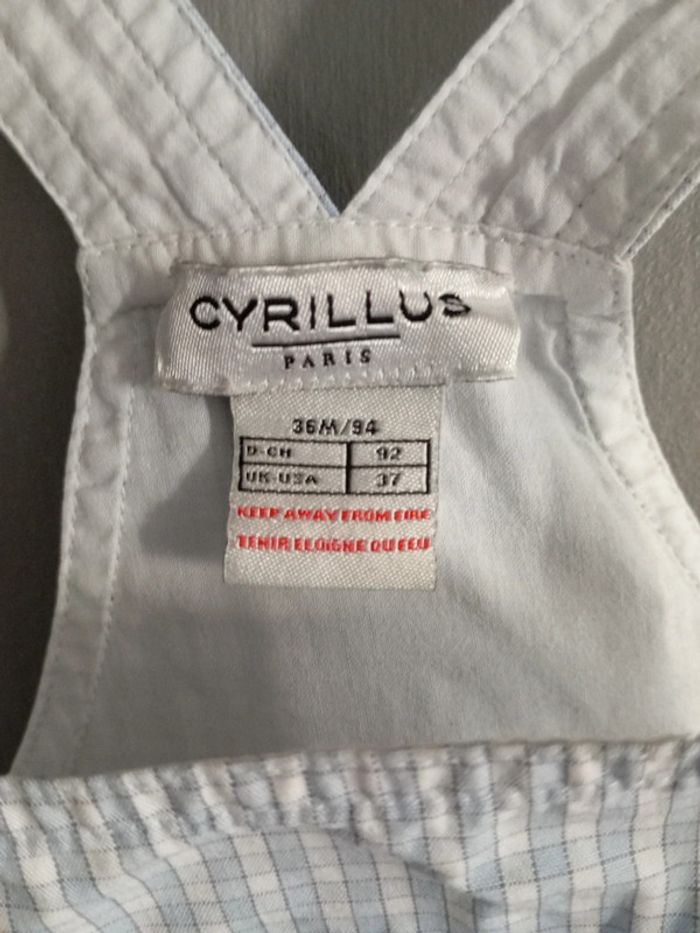 CYRILLUS
PARIS
36M/94
D-CH 92
UK-USA 37
KEEP AWAY FROM FIRE
TENIR ELOIGNE DU FEU